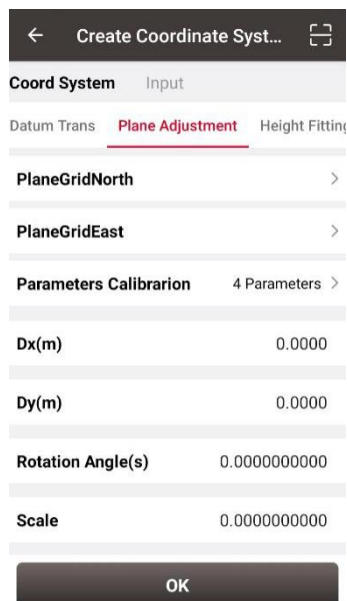 Create Coordinate Syst...
Coord System Input
Datum Trans Plane Adjustment Height Fitting
PlaneGridNorth
PlaneGridEast
Parameters Calibrarion 4 Parameters
Dx(m) 0.0000
Dy(m) 0.0000
Rotation Angle(s) 0.0000000000
Scale 0.0000000000
OK